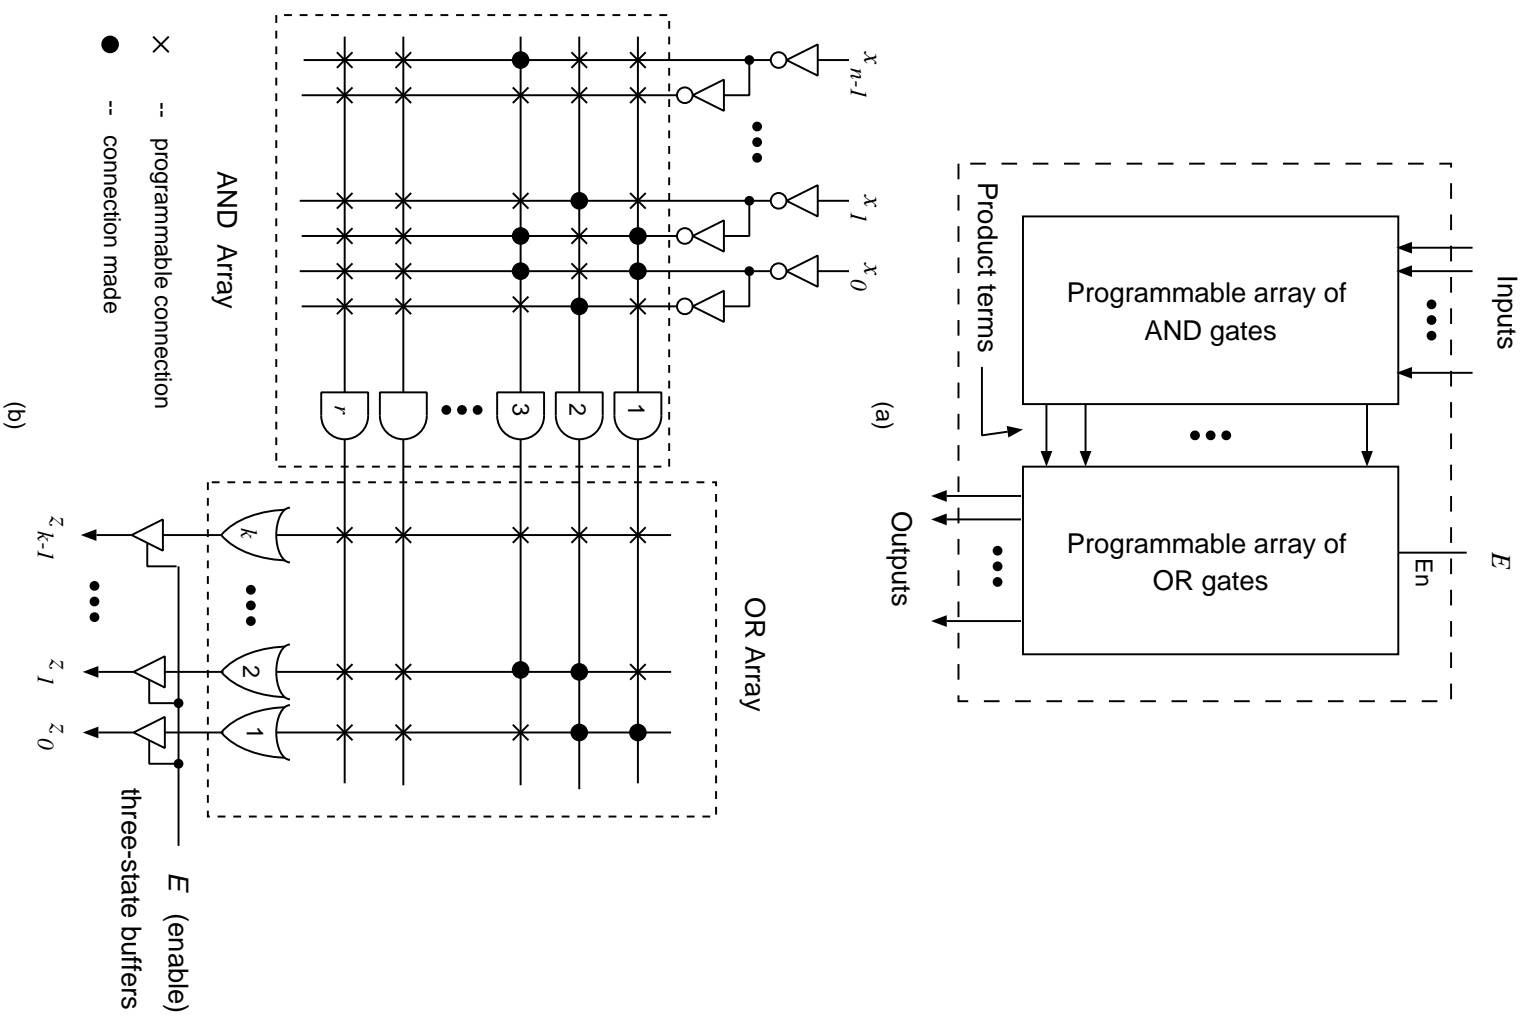 Inputs
E
En
Programmable array of
AND gates
Programmable array of
OR gates
Product terms
Outputs
(a)
x n-1
x 1
x 0
1
2
3
r
AND Array
OR Array
k
2
1
z k-1
z 1
z 0
E (enable)
three-state buffers
× -- programmable connection
● -- connection made
(b)